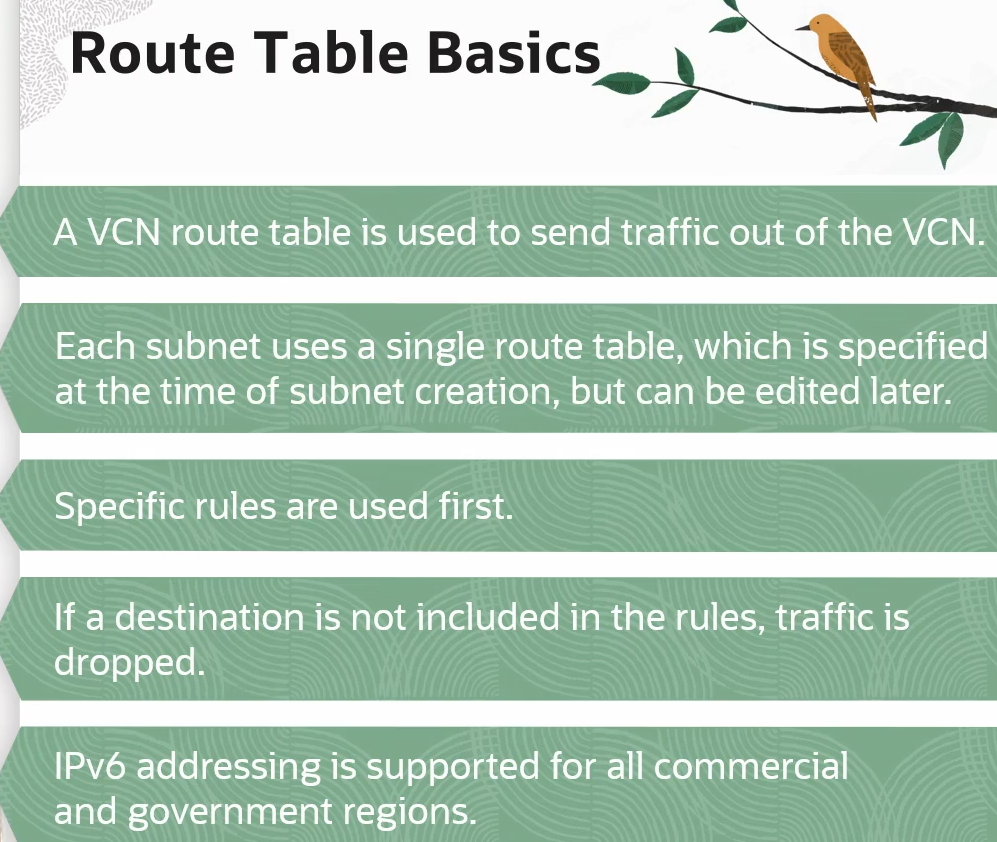 Route Table Basics
A VCN route table is used to send traffic out of the VCN.
Each subnet uses a single route table, which is specified
at the time of subnet creation, but can be edited later.
Specific rules are used first.
If a destination is not included in the rules, traffic is
dropped.
IPv6 addressing is supported for all commercial
and government regions.